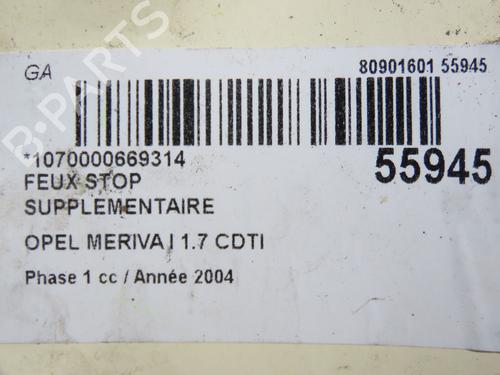 GA
80901601 55945
*1070000669314
55945
FEUX STOP
SUPPLEMENTAIRE
OPEL MERIVA I 1.7 CDTI
Phase 1 cc / Année 2004
B-PARTS